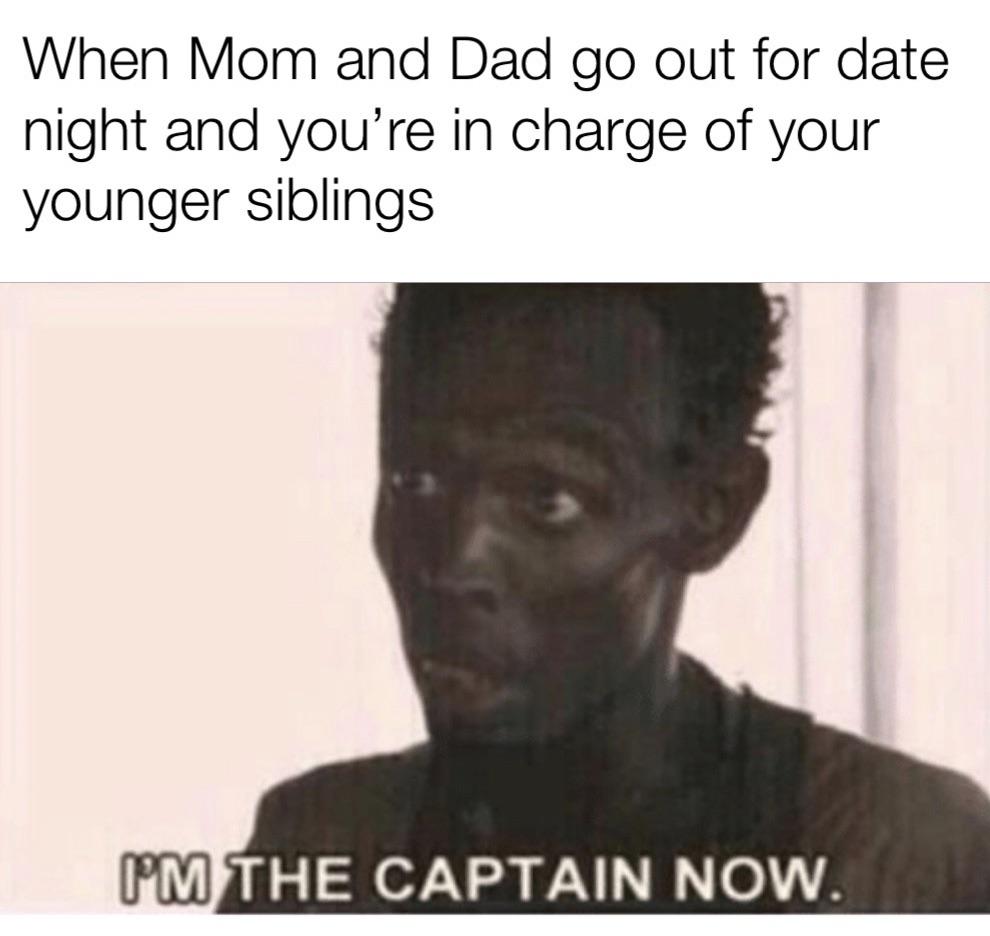 When Mom and Dad go out for date
night and you’re in charge of your
younger siblings
I'M THE CAPTAIN NOW.